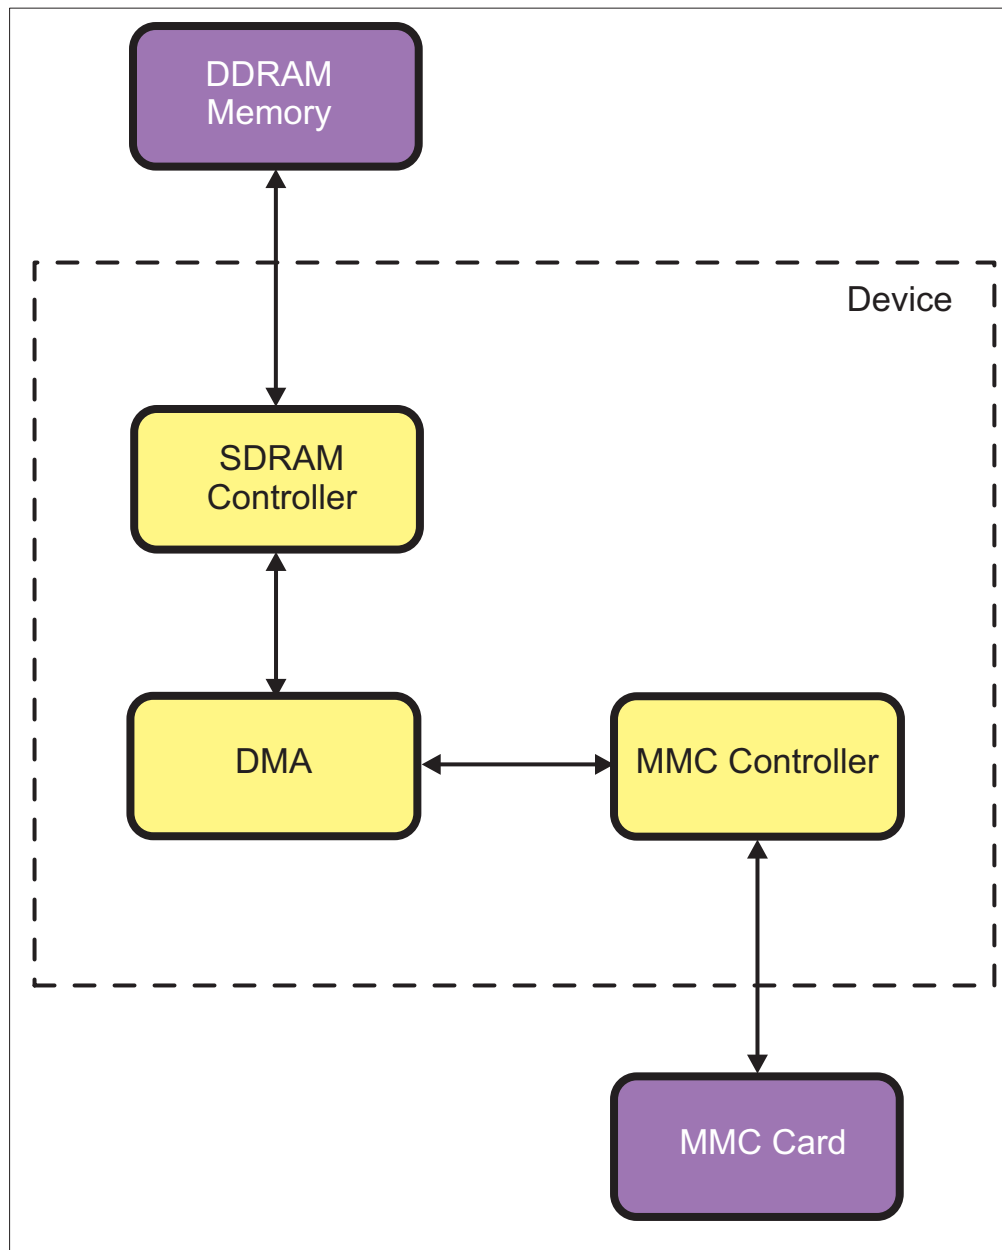 DDRAM
Memory
Device
SDRAM
Controller
DMA
MMC Controller
MMC Card